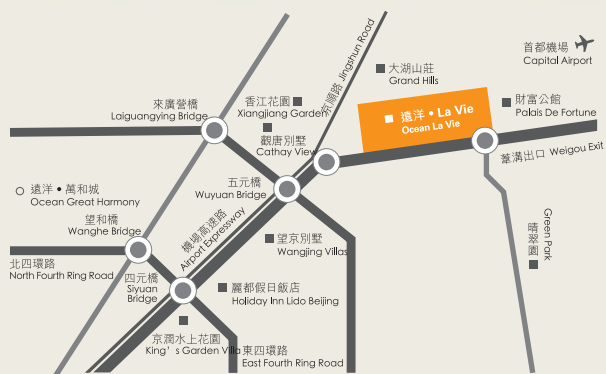 首都機場
Capital Airport
大湖山莊
Grand Hills
京順路 Jingshun Road
來廣營橋
Laiguangying Bridge
香江花園
Xiangjiang Garden
遠洋 • La Vie
Ocean La Vie
財富公館
Palais De Fortune
觀唐別墅
Cathay View
葦溝出口 Weigou Exit
遠洋 • 萬和城
Ocean Great Harmony
五元橋
Wuyuan Bridge
望和橋
Wanghe Bridge
機場高速路
Airport Expressway
望京別墅
Wangjing Villas
晴翠園
Green Park
北四環路
North Fourth Ring Road
四元橋
Siyuan
Bridge
麗都假日飯店
Holiday Inn Lido Beijing
京潤水上花園
King's Garden Villa
東四環路
East Fourth Ring Road